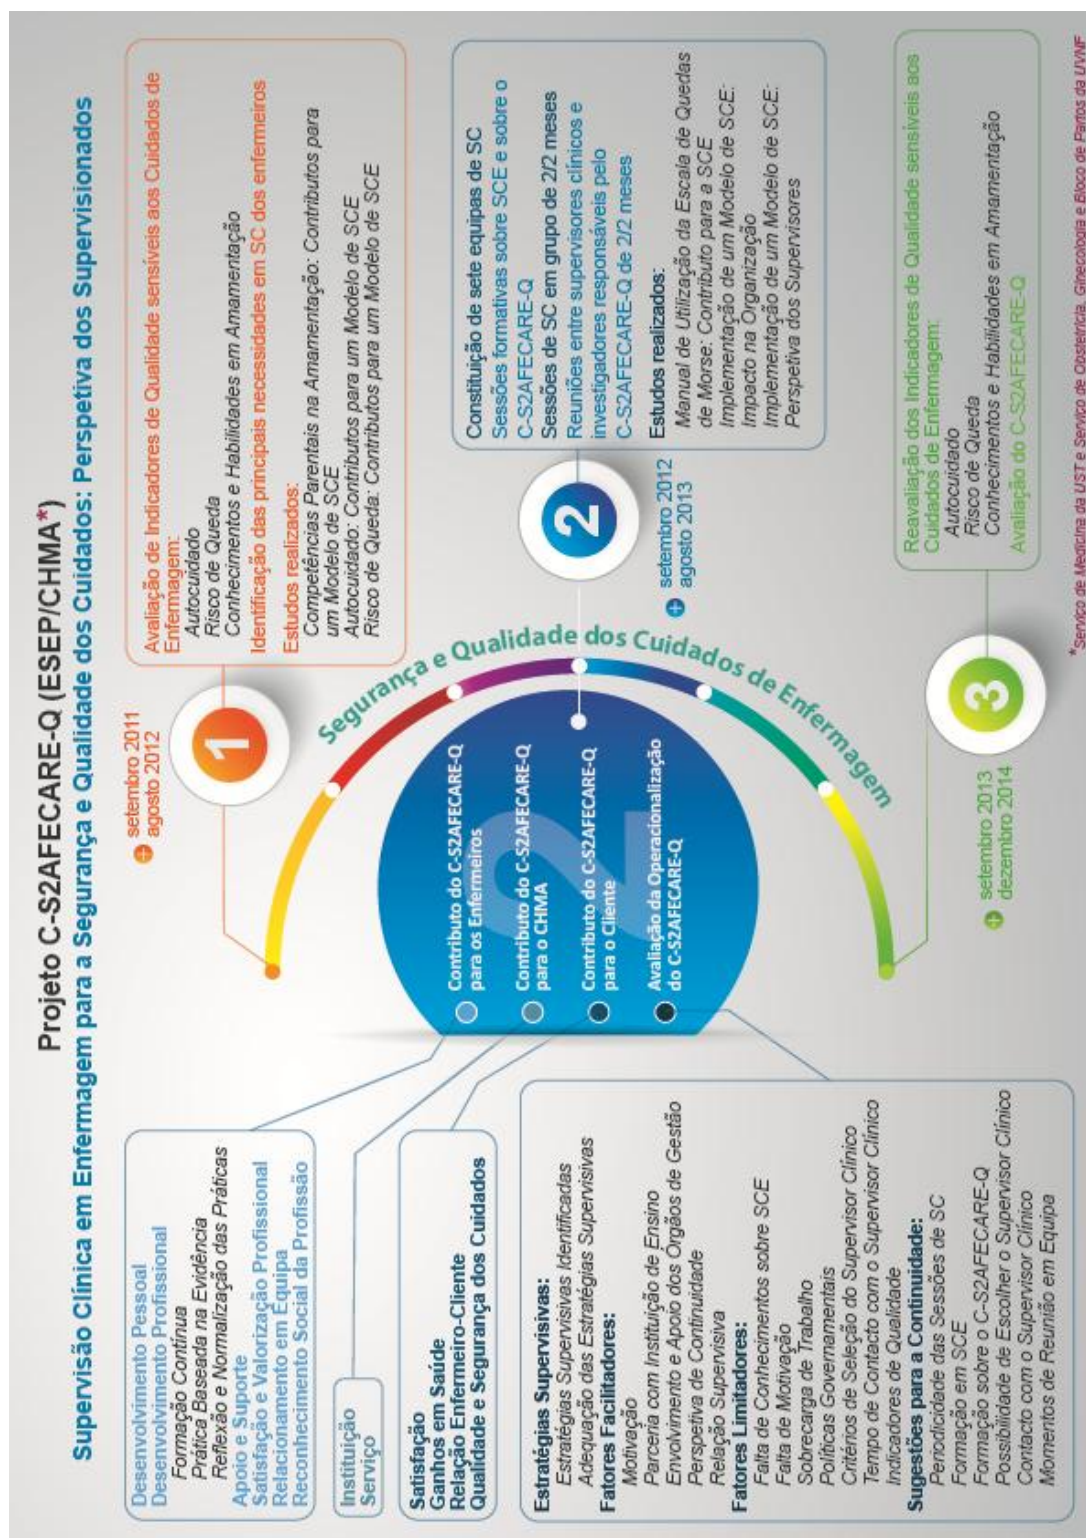 Projeto C-S2AFECARE-Q (ESEP/CHMA*)
Supervisão Clínica em Enfermagem para a Segurança e Qualidade dos Cuidados: Perspetiva dos Supervisionados
Desenvolvimento Pessoal
Desenvolvimento Profissional
Formação Contínua
Prática Baseada na Evidência
Reflexão e Normalização das Práticas
Apoio e Suporte
Satisfação e Valorização Profissional
Relacionamento em Equipa
Reconhecimento Social da Profissão
Instituição
Serviço
Satisfação
Ganhos em Saúde
Relação Enfermeiro-Cliente
Qualidade e Segurança dos Cuidados
Estratégias Supervisivas:
Estratégias Supervisivas Identificadas
Adequação das Estratégias Supervisivas
Fatores Facilitadores:
Motivação
Parceria com Instituição de Ensino
Envolvimento e Apoio dos Órgãos de Gestão
Perspetiva de Continuidade
Relação Supervisiva
Fatores Limitadores:
Falta de Conhecimentos sobre SCE
Falta de Motivação
Sobrecarga de Trabalho
Políticas Governamentais
Critérios de Seleção do Supervisor Clínico
Tempo de Contacto com o Supervisor Clínico
Indicadores de Qualidade
Sugestões para a Continuidade:
Periodicidade das Sessões de SC
Formação em SCE
Formação sobre o C-S2AFECARE-Q
Possibilidade de Escolher o Supervisor Clínico
Contacto com o Supervisor Clínico
Momentos de Reunião em Equipa
2
Contributo do C-S2AFECARE-Q
para os Enfermeiros
Contributo do C-S2AFECARE-Q
para o CHMA
Contributo do C-S2AFECARE-Q
para o Cliente
Avaliação da Operacionalização
do C-S2AFECARE-Q
Segurança e Qualidade dos Cuidados de Enfermagem
+ setembro 2011
agosto 2012
1
Avaliação de Indicadores de Qualidade sensíveis aos Cuidados de
Enfermagem:
Autocuidado
Risco de Queda
Conhecimentos e Habilidades em Amamentação
Identificação das principais necessidades em SC dos enfermeiros
Estudos realizados:
Competências Parentais na Amamentação: Contributos para
um Modelo de SCE
Autocuidado: Contributos para um Modelo de SCE
Risco de Queda: Contributos para um Modelo de SCE
+ setembro 2012
agosto 2013
2
Constituição de sete equipas de SC
Sessões formativas sobre SCE e sobre o
C-S2AFECARE-Q
Sessões de SC em grupo de 2/2 meses
Reuniões entre supervisores clínicos e
investigadores responsáveis pelo
C-S2AFECARE-Q de 2/2 meses
Estudos realizados:
Manual de Utilização da Escala de Quedas
de Morse: Contributo para a SCE
Implementação de um Modelo de SCE:
Impacto na Organização
Implementação de um Modelo de SCE:
Perspetiva dos Supervisores
+ setembro 2013
dezembro 2014
3
Reavaliação dos Indicadores de Qualidade sensíveis aos
Cuidados de Enfermagem:
Autocuidado
Risco de Queda
Conhecimentos e Habilidades em Amamentação
Avaliação do C-S2AFECARE-Q
*Serviço de Medicina da UST e Serviço de Obstetrícia, Ginecologia e Bloco de Partos da UVNF